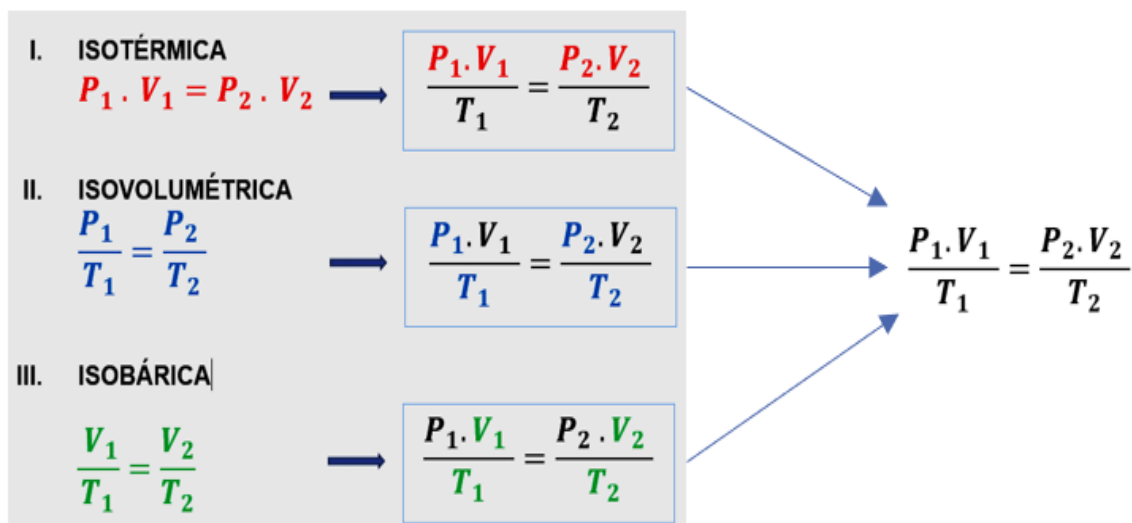 I. ISOTÉRMICA
P₁ . V₁ = P₂ . V₂
P₁.V₁ / T₁ = P₂.V₂ / T₂
II. ISOVOLUMÉTRICA
P₁ / T₁ = P₂ / T₂
P₁.V₁ / T₁ = P₂.V₂ / T₂
III. ISOBÁRICA
V₁ / T₁ = V₂ / T₂
P₁.V₁ / T₁ = P₂.V₂ / T₂
P₁.V₁ / T₁ = P₂.V₂ / T₂